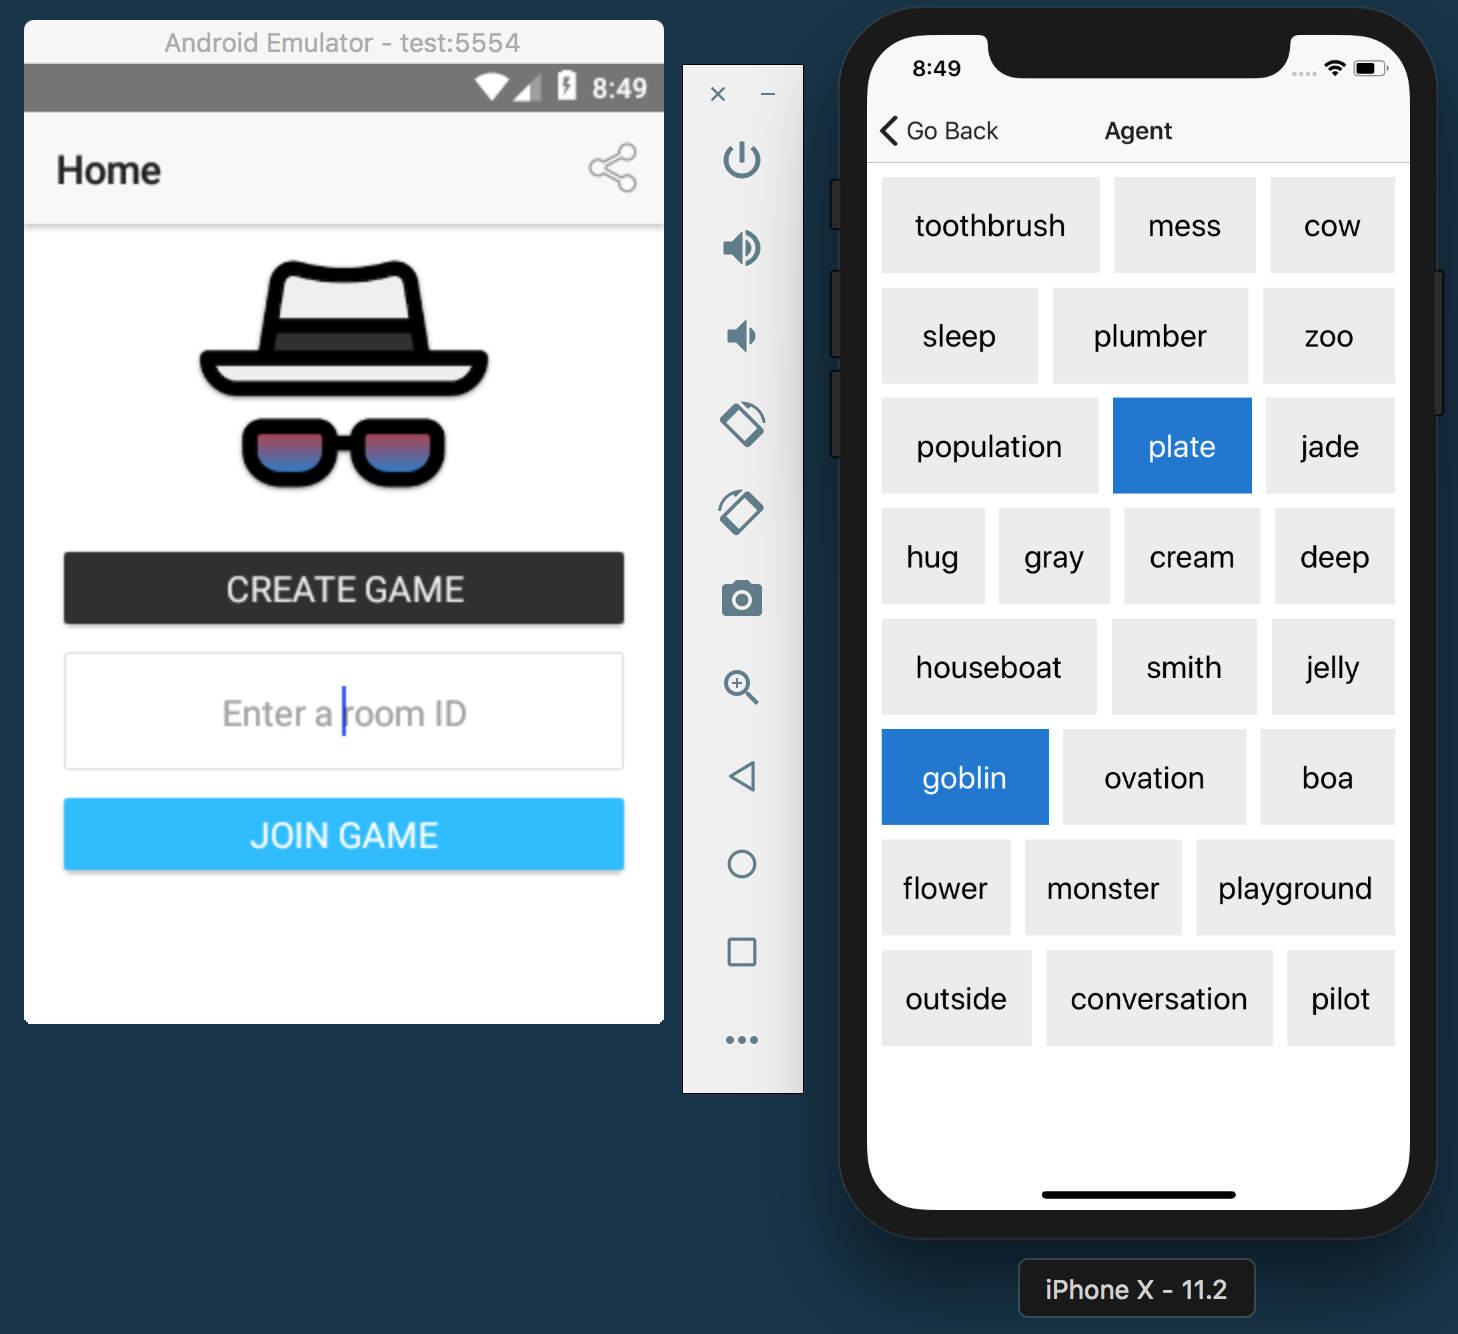 Android Emulator - test:5554
8:49
Home
CREATE GAME
Enter a room ID
JOIN GAME
8:49
Go Back Agent
toothbrush mess cow
sleep plumber zoo
population plate jade
hug gray cream deep
houseboat smith jelly
goblin ovation boa
flower monster playground
outside conversation pilot
iPhone X - 11.2